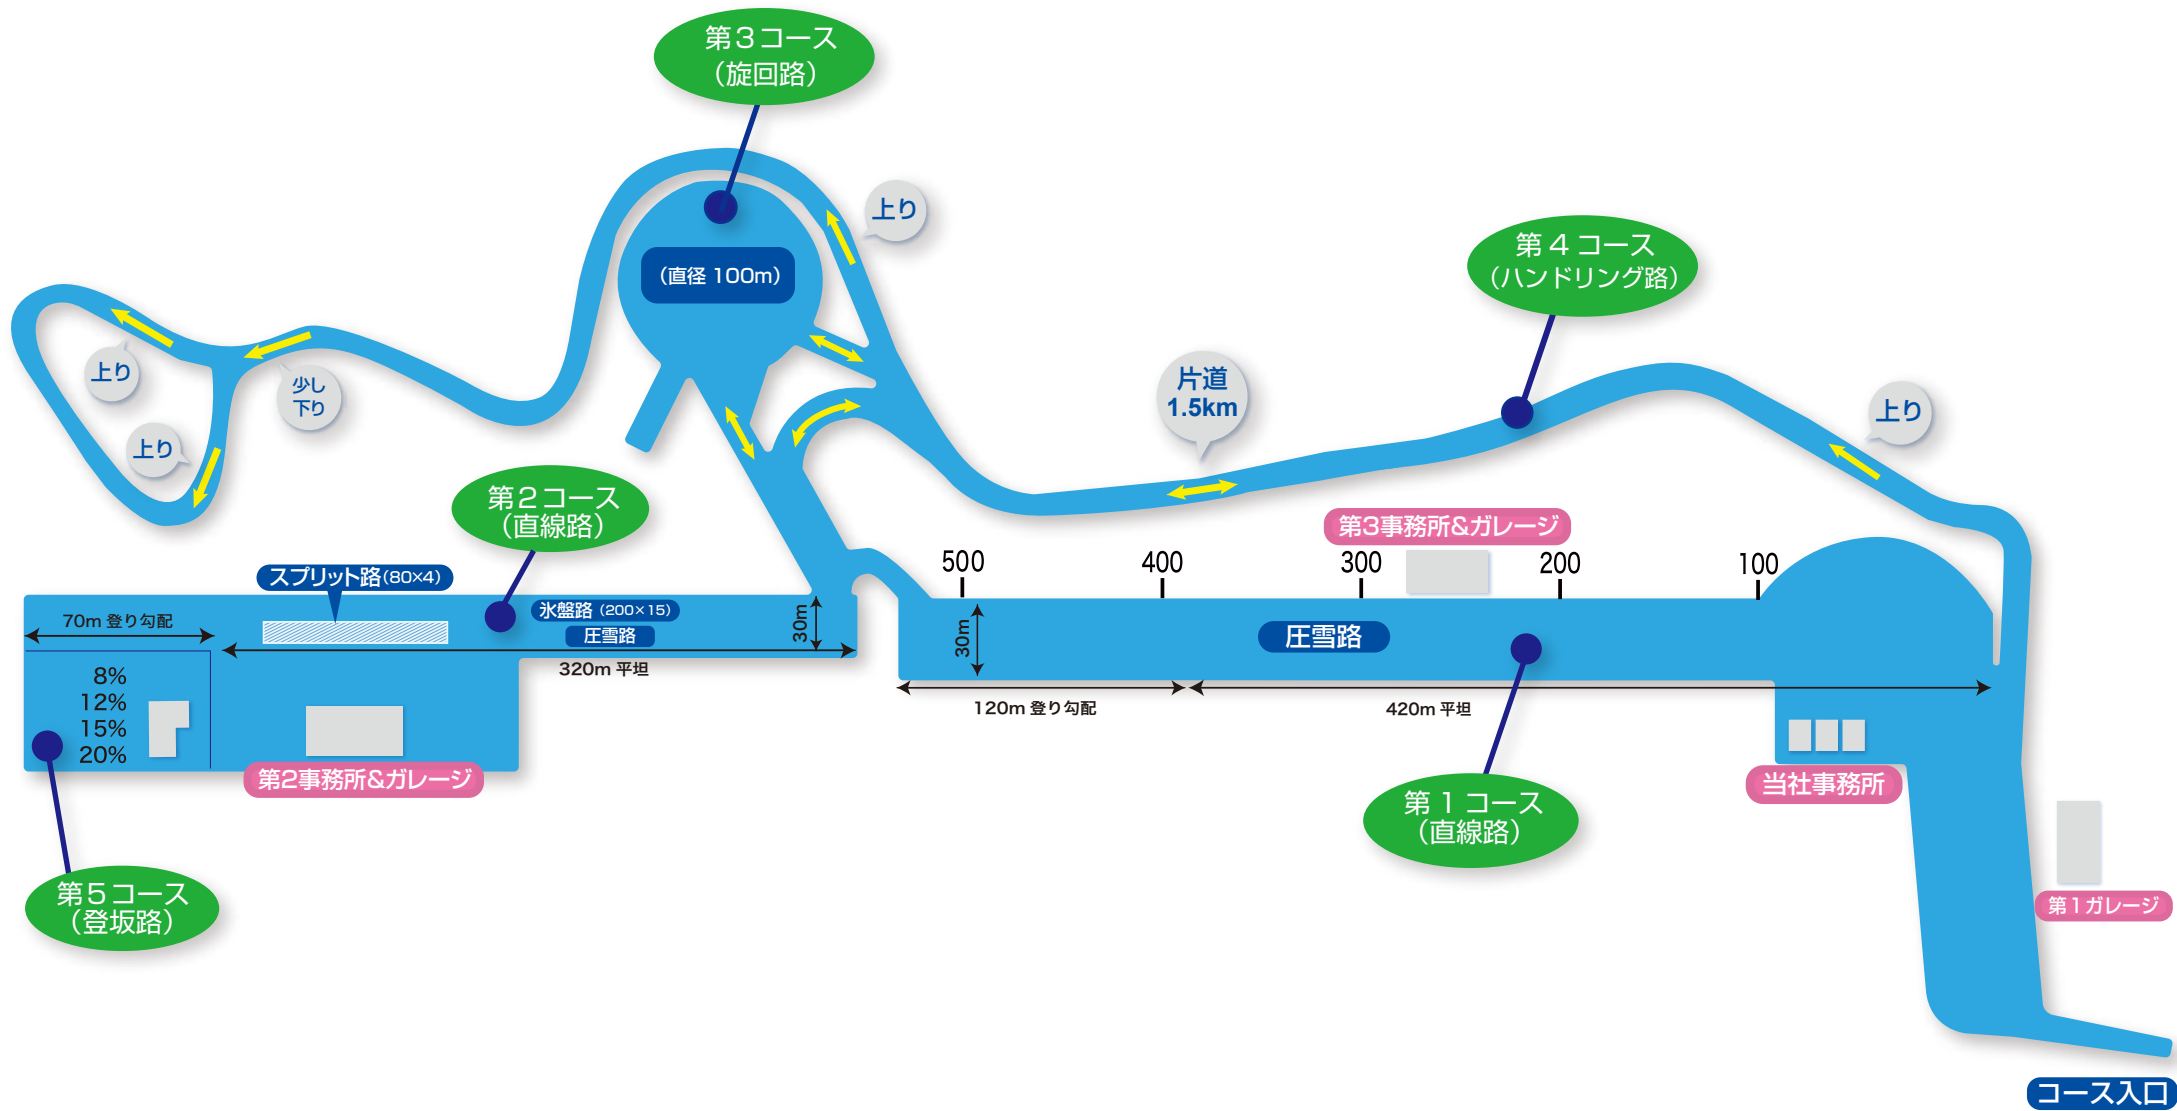 第3コース
（旋回路）
上り
（直径 100m）
第4コース
（ハンドリング路）
上り
少し
下り
上り
片道
1.5km
上り
第2コース
（直線路）
第3事務所&ガレージ
500
400
300
200
100
スプリット路(80×4)
氷盤路（200×15）
圧雪路
70m 登り勾配
30m
30m
圧雪路
320m 平坦
8%
12%
15%
20%
120m 登り勾配
420m 平坦
第2事務所&ガレージ
当社事務所
第1コース
（直線路）
第5コース
（登坂路）
第1ガレージ
コース入口